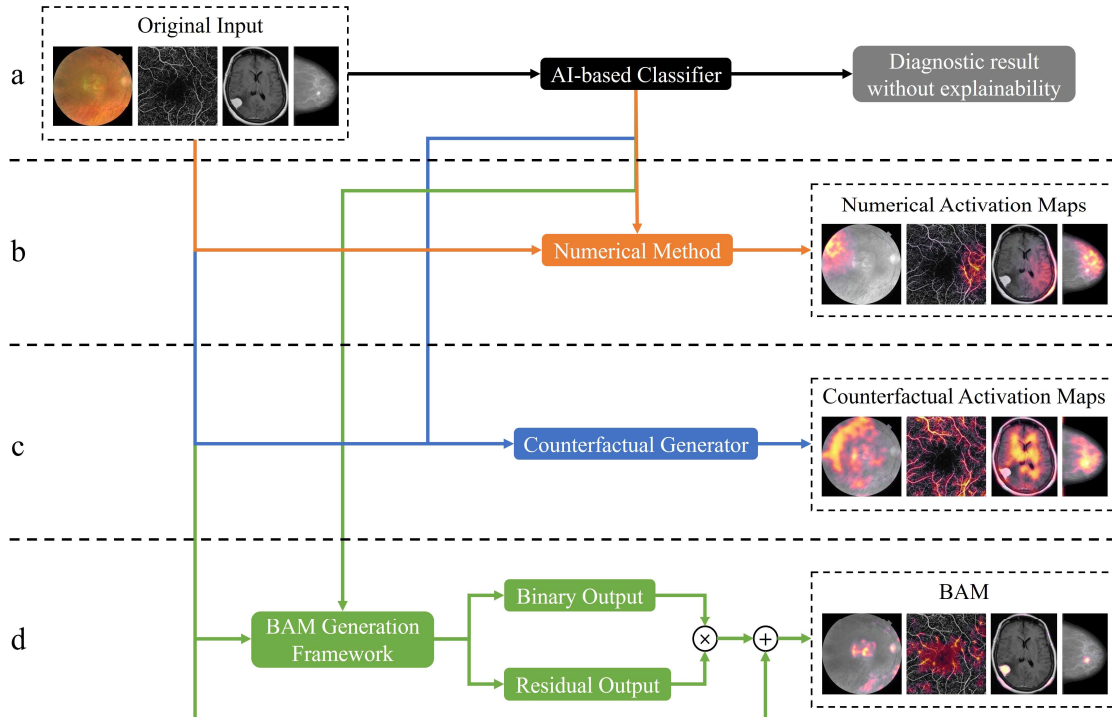 Original Input
a
AI-based Classifier
Diagnostic result
without explainability
Numerical Activation Maps
b
Numerical Method
Counterfactual Activation Maps
c
Counterfactual Generator
BAM
Binary Output
d
BAM Generation
Framework
×
+
Residual Output